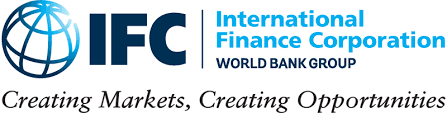 IFC
International
Finance Corporation
WORLD BANK GROUP
Creating Markets, Creating Opportunities